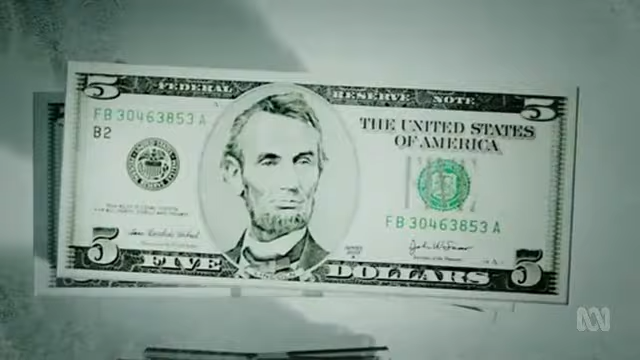 5 FEDERAL RESERVE NOTE 5
FB 30463853 A
B2
THE UNITED STATES
OF AMERICA
FB 30463853 A
SERIES
5 FIVE DOLLARS 5